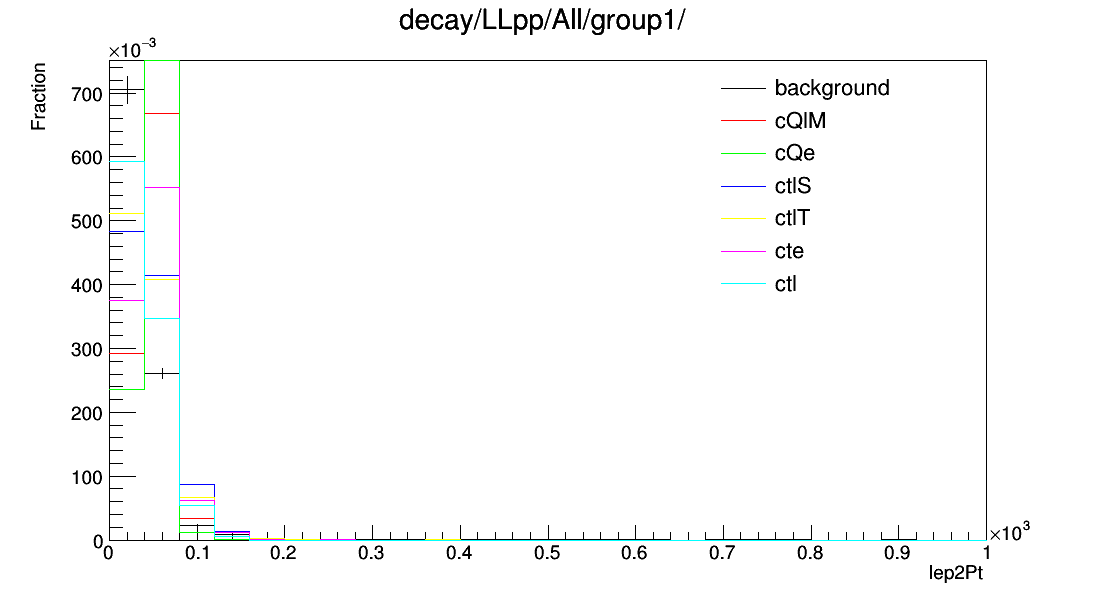 decay/LLpp/All/group1/
×10⁻³
Fraction
700
600
500
400
300
200
100
0
background
cQlM
cQe
ctlS
ctlT
cte
ctl
0 0.1 0.2 0.3 0.4 0.5 0.6 0.7 0.8 0.9 1
×10³
lep2Pt